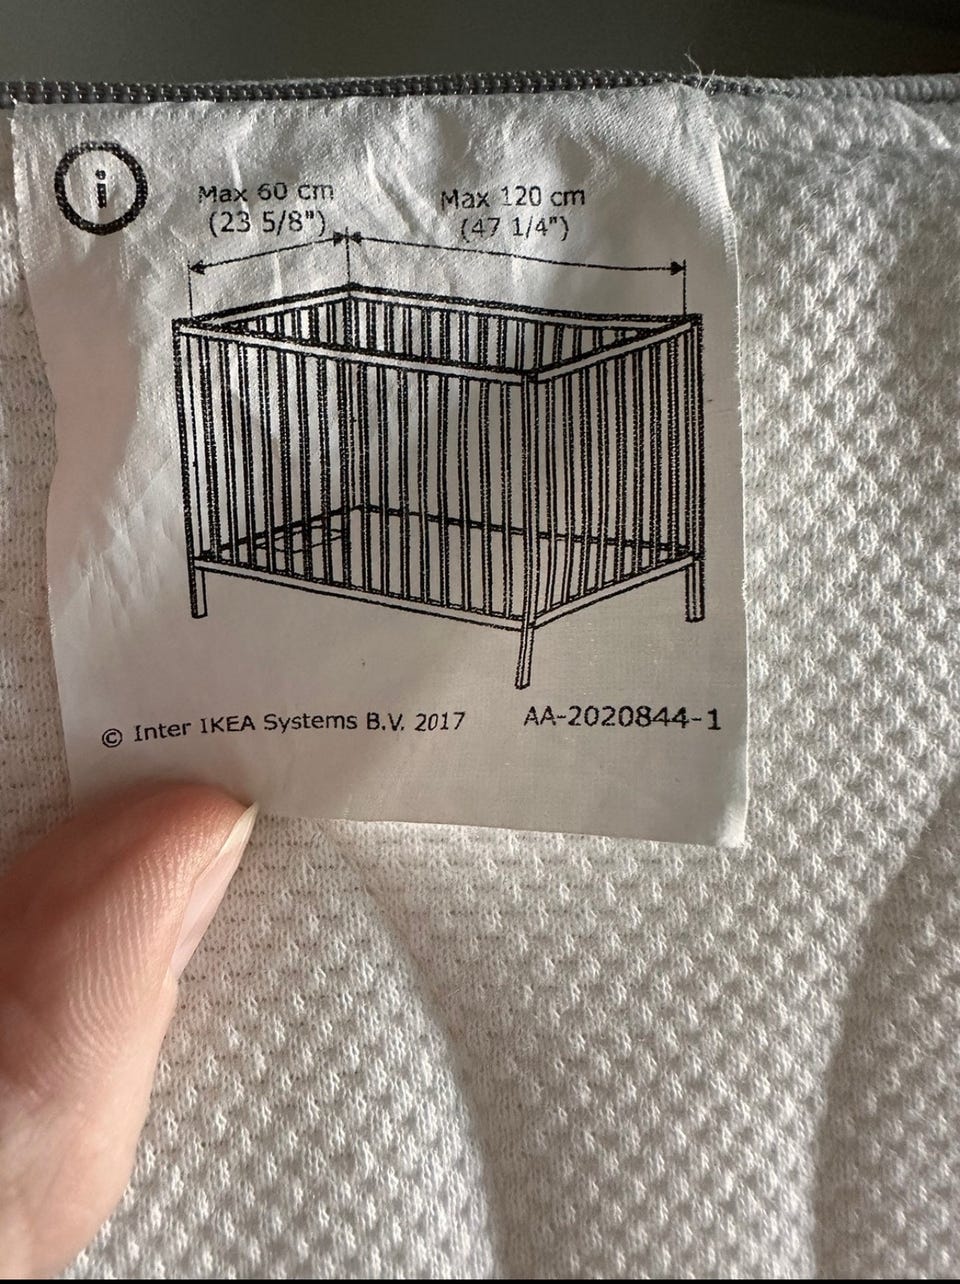 i
Max 60 cm
(23 5/8")
Max 120 cm
(47 1/4")
© Inter IKEA Systems B.V. 2017
AA-2020844-1